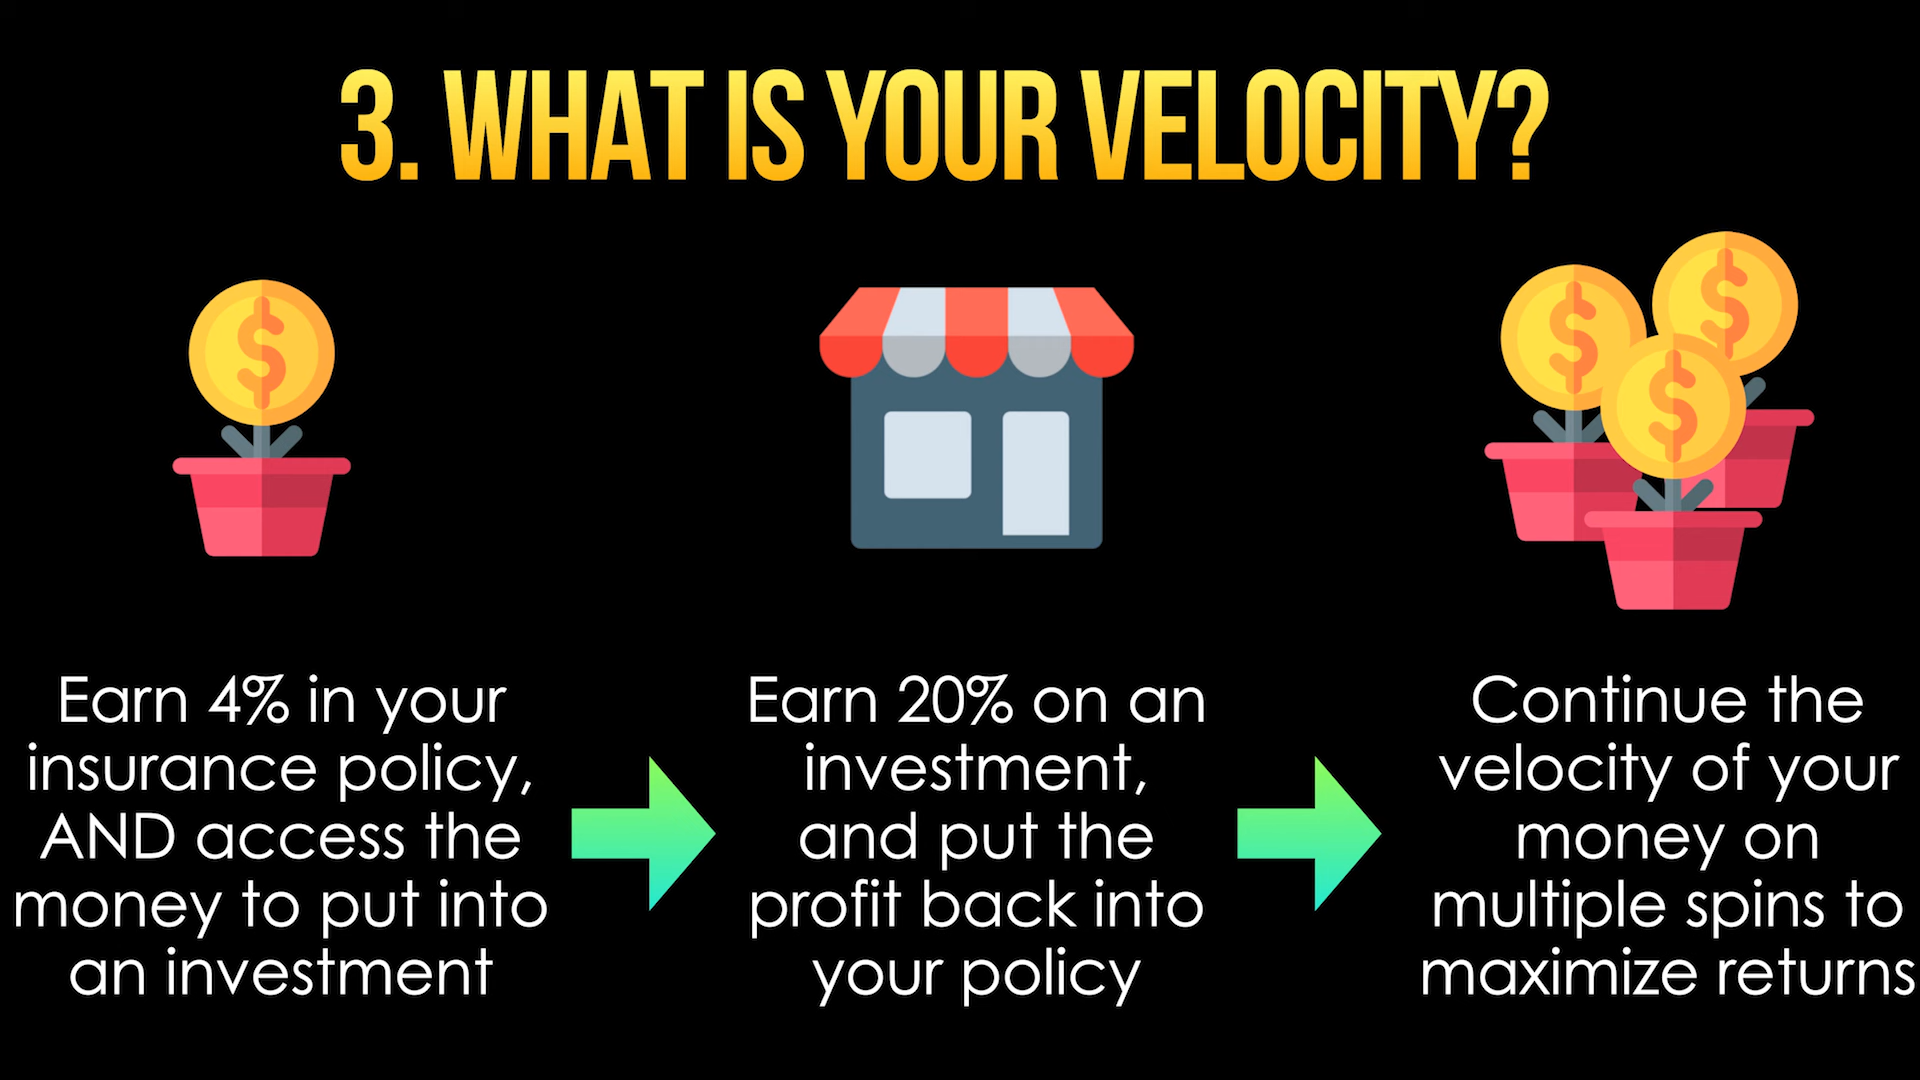 3. WHAT IS YOUR VELOCITY?
Earn 4% in your
insurance policy,
AND access the
money to put into
an investment
Earn 20% on an
investment,
and put the
profit back into
your policy
Continue the
velocity of your
money on
multiple spins to
maximize returns